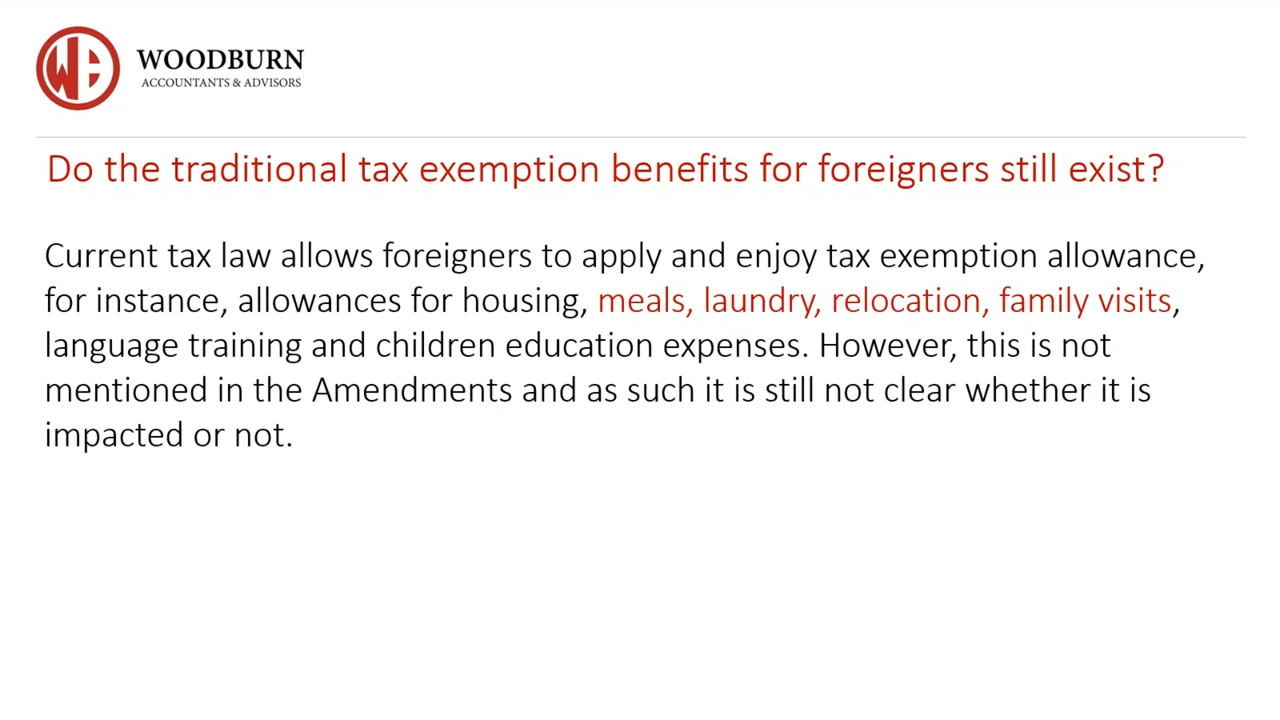 WOODBURN
ACCOUNTANTS & ADVISORS
Do the traditional tax exemption benefits for foreigners still exist?
Current tax law allows foreigners to apply and enjoy tax exemption allowance,
for instance, allowances for housing, meals, laundry, relocation, family visits,
language training and children education expenses. However, this is not
mentioned in the Amendments and as such it is still not clear whether it is
impacted or not.